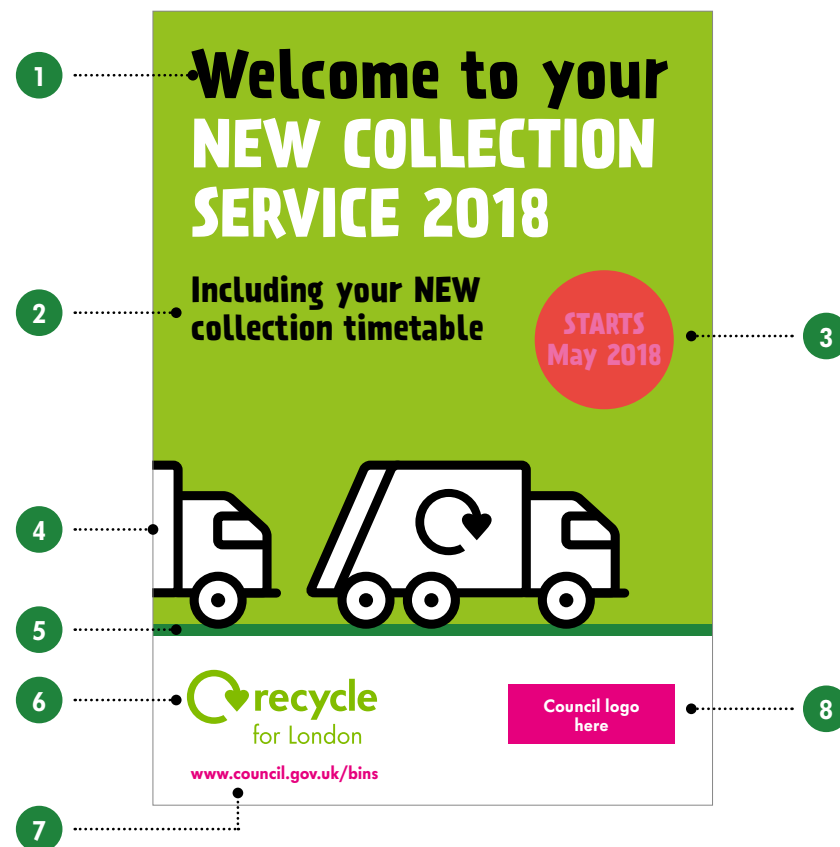 1
Welcome to your
NEW COLLECTION
SERVICE 2018
2
Including your NEW
collection timetable
STARTS
May 2018
3
4
5
6
recycle
for London
Council logo
here
8
www.council.gov.uk/bins
7